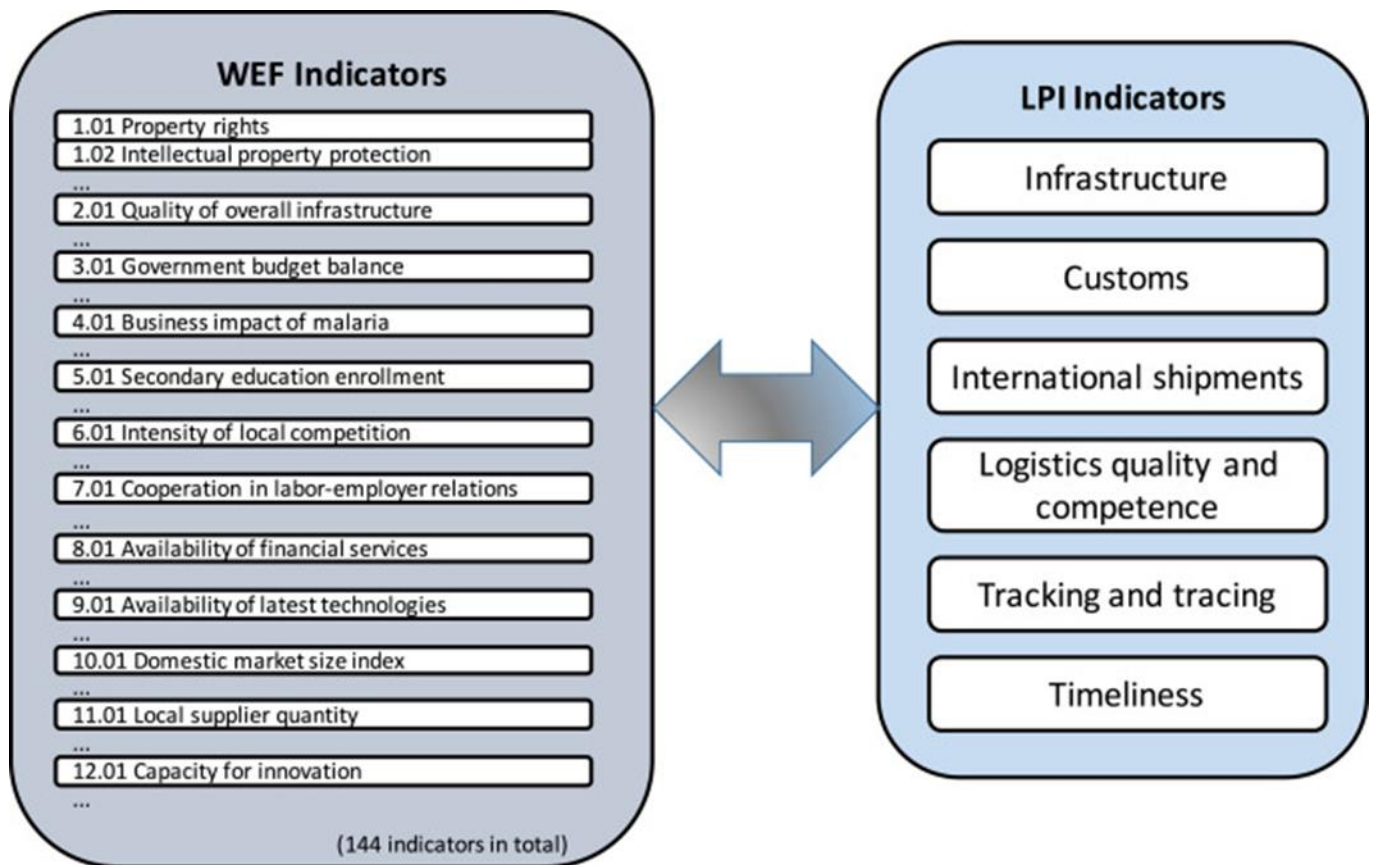 WEF Indicators
1.01 Property rights
1.02 Intellectual property protection
...
2.01 Quality of overall infrastructure
...
3.01 Government budget balance
...
4.01 Business impact of malaria
...
5.01 Secondary education enrollment
...
6.01 Intensity of local competition
...
7.01 Cooperation in labor-employer relations
...
8.01 Availability of financial services
...
9.01 Availability of latest technologies
...
10.01 Domestic market size index
...
11.01 Local supplier quantity
...
12.01 Capacity for innovation
...
(144 indicators in total)
LPI Indicators
Infrastructure
Customs
International shipments
Logistics quality and
competence
Tracking and tracing
Timeliness